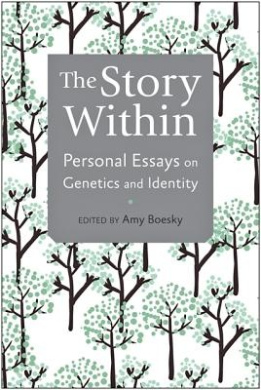 The Story
Within
Personal Essays on
Genetics and Identity
EDITED BY Amy Boesky